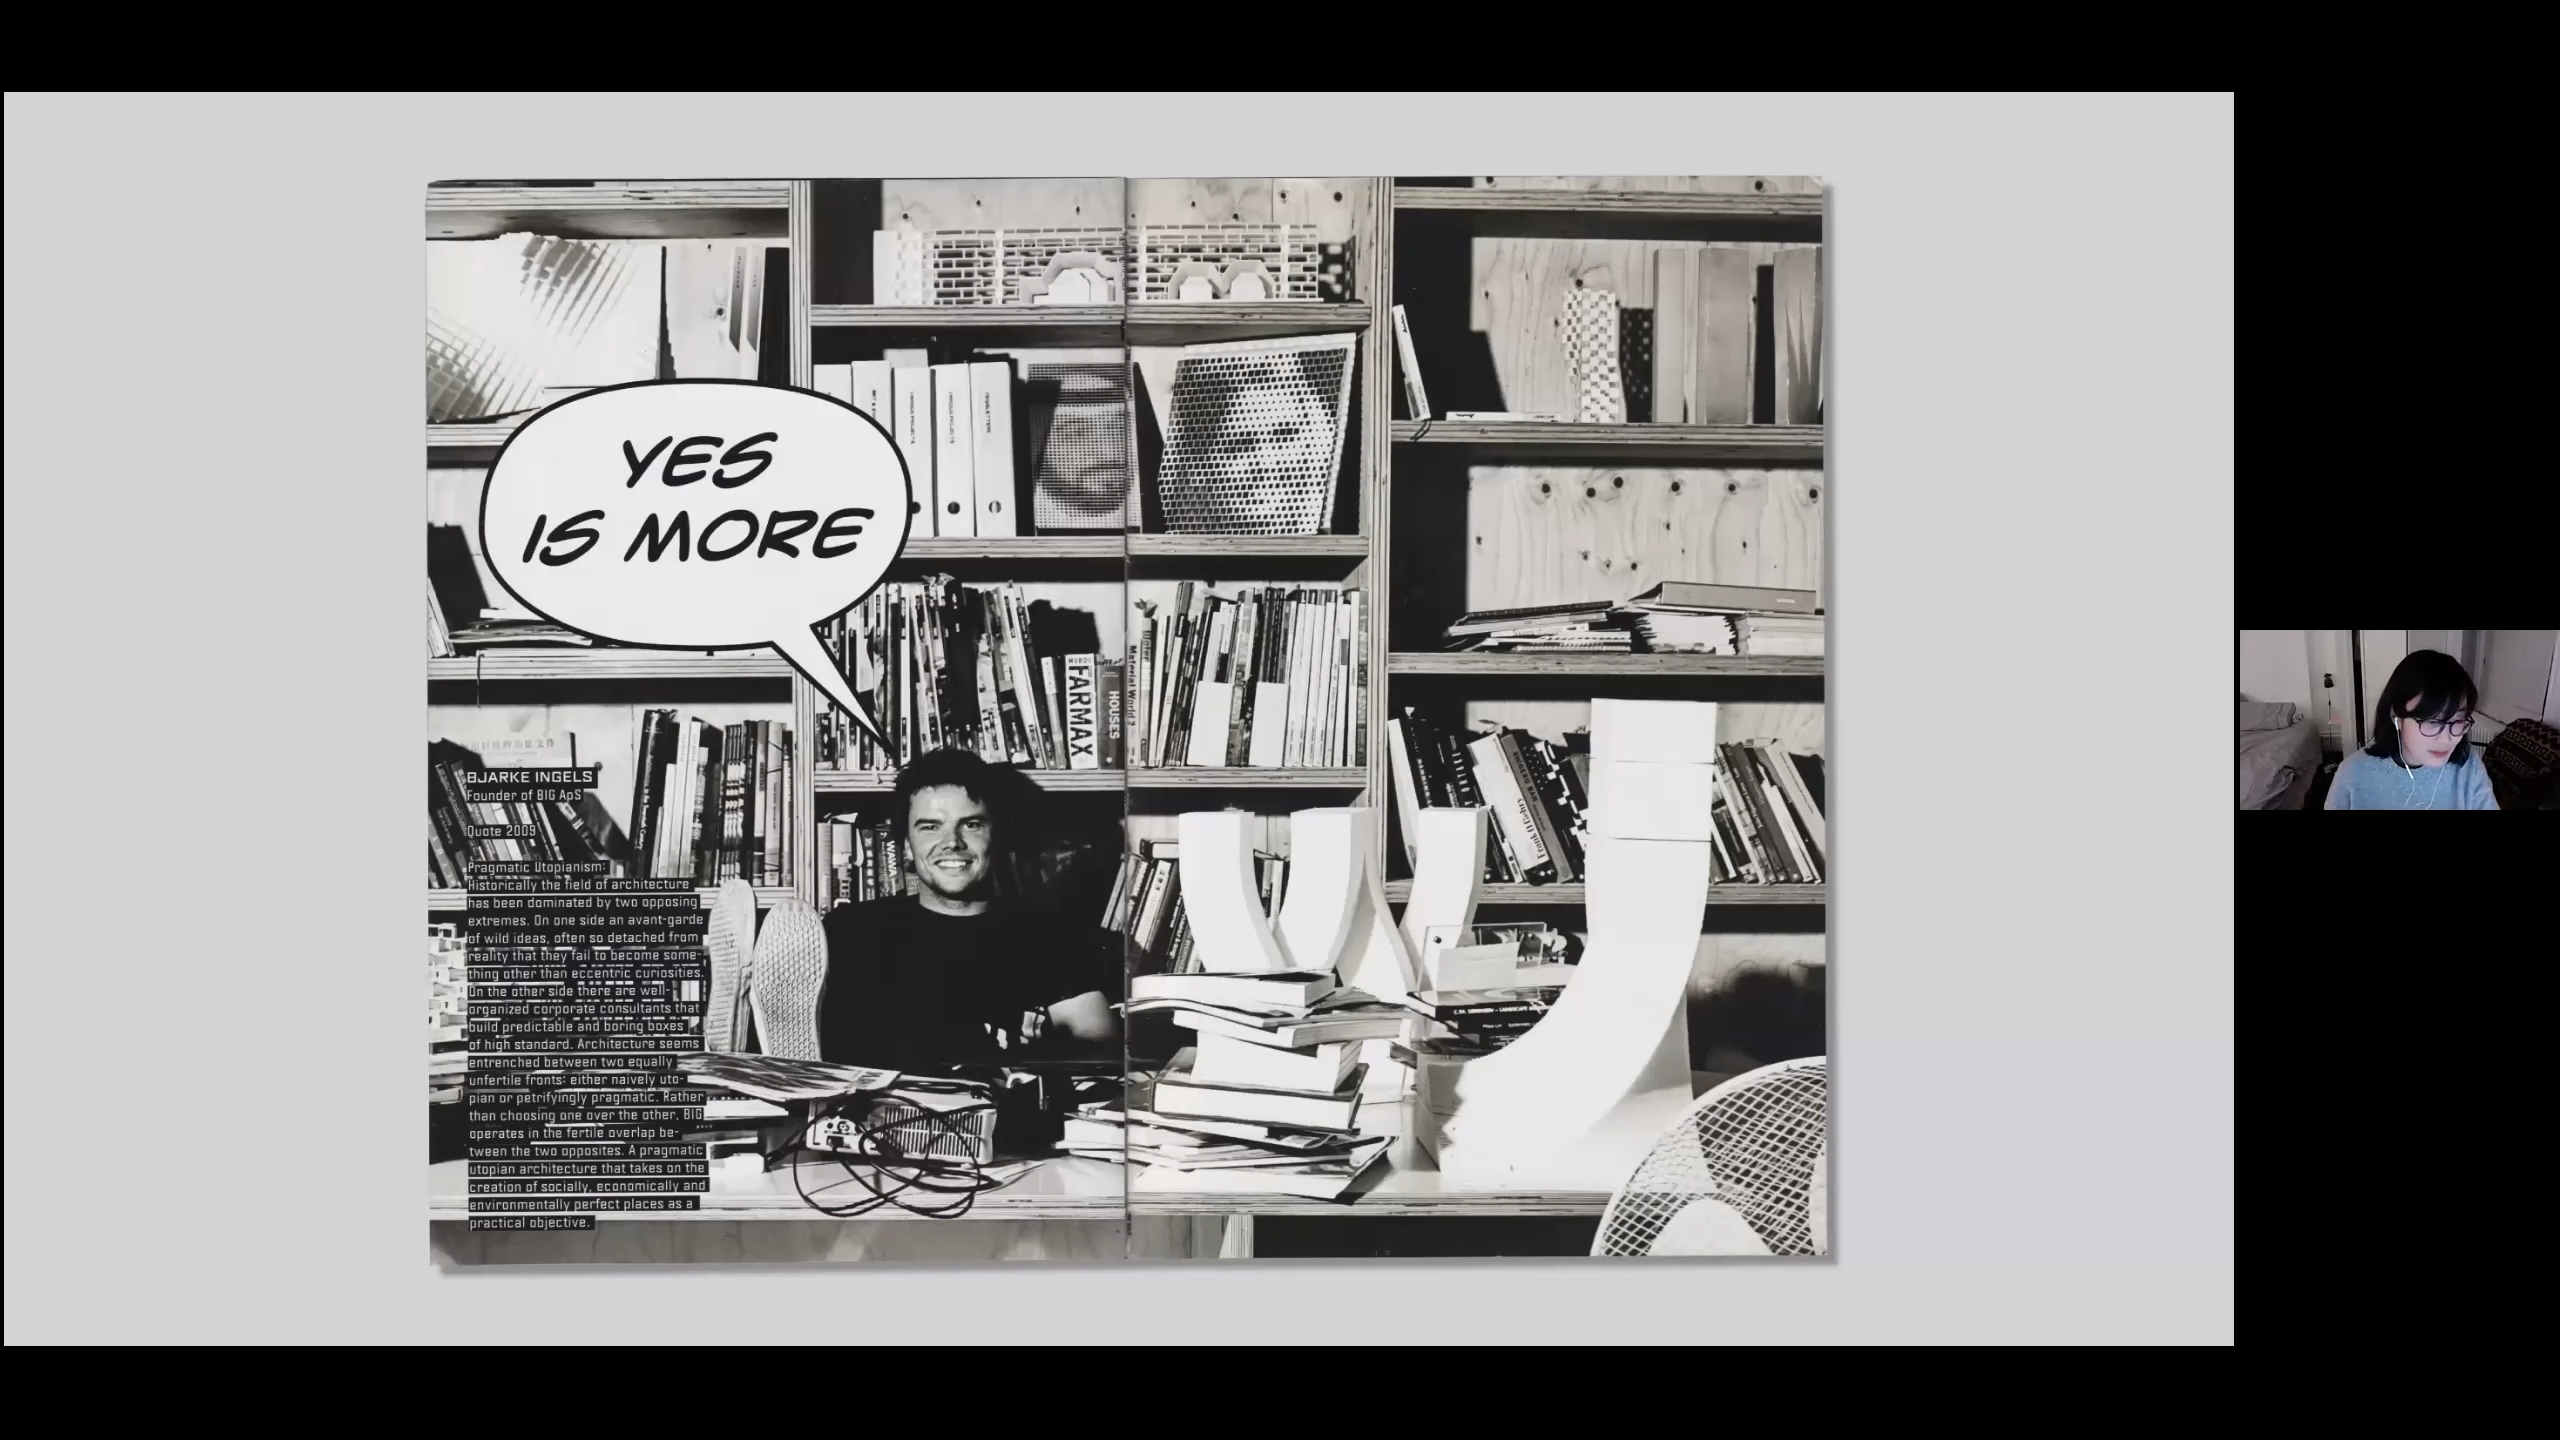 YES
IS MORE
FARMAX
HOUSES
Material World 2
BJARKE INGELS
Founder of BIG ApS
Quote 2009
Pragmatic Utopianism:
Historically the field of architecture
has been dominated by two opposing
extremes. On one side an avant-garde
of wild ideas, often so detached from
reality that they fail to become some-
thing other than eccentric curiosities.
On the other side there are well-
organized corporate consultants that
build predictable and boring boxes
of high standard. Architecture seems
entrenched between two equally
unfertile fronts: either naively uto-
pian or petrifyingly pragmatic. Rather
than choosing one over the other, BIG
operates in the fertile overlap be-
tween the two opposites. A pragmatic
utopian architecture that takes on the
creation of socially, economically and
environmentally perfect places as a
practical objective.